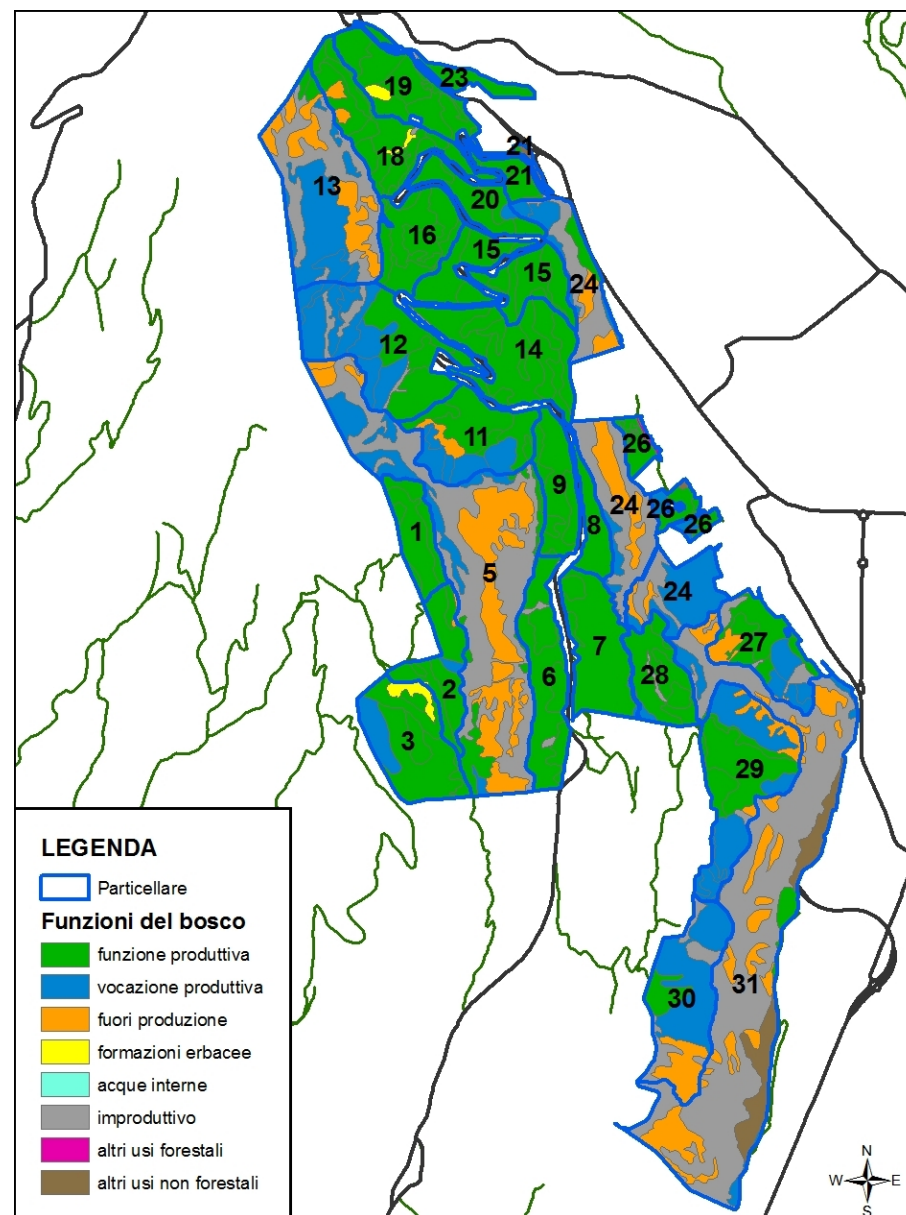 23
19
21
18
21
13
20
16
15
15
24
12
14
11
26
9
1
24
26
8
26
5
24
27
7
28
2
6
3
29
31
30
LEGENDA
Particellare
Funzioni del bosco
funzione produttiva
vocazione produttiva
fuori produzione
formazioni erbacee
acque interne
improduttivo
altri usi forestali
altri usi non forestali
N
W E
S